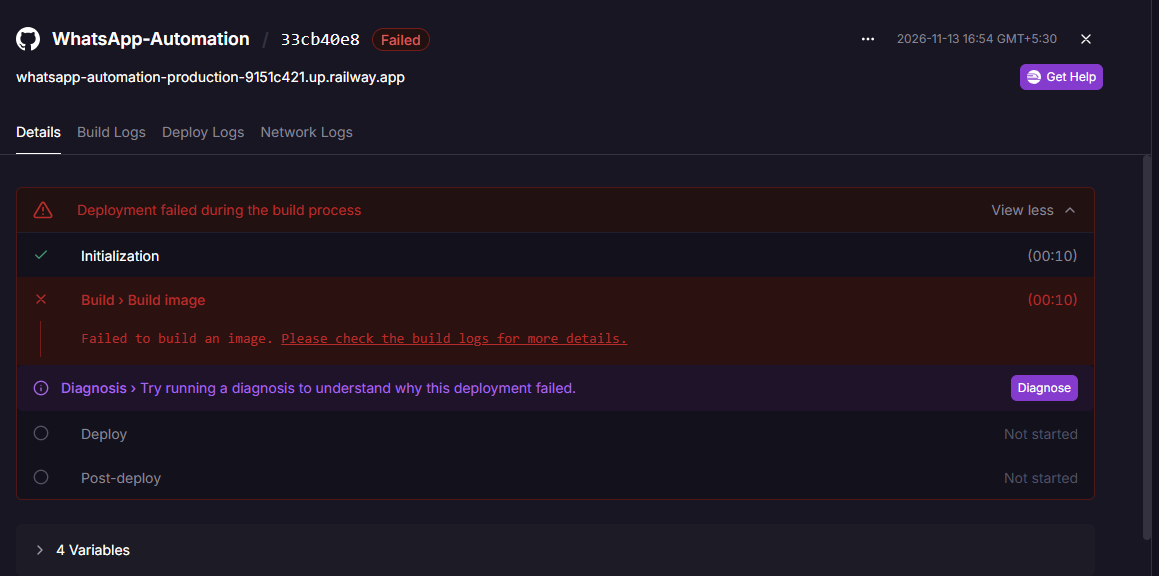 WhatsApp-Automation / 33cb40e8 Failed ... 2026-11-13 16:54 GMT+5:30
whatsapp-automation-production-9151c421.up.railway.app
Get Help
Details Build Logs Deploy Logs Network Logs
Deployment failed during the build process View less
Initialization (00:10)
Build › Build image (00:10)
Failed to build an image. Please check the build logs for more details.
Diagnosis › Try running a diagnosis to understand why this deployment failed. Diagnose
Deploy Not started
Post-deploy Not started
4 Variables